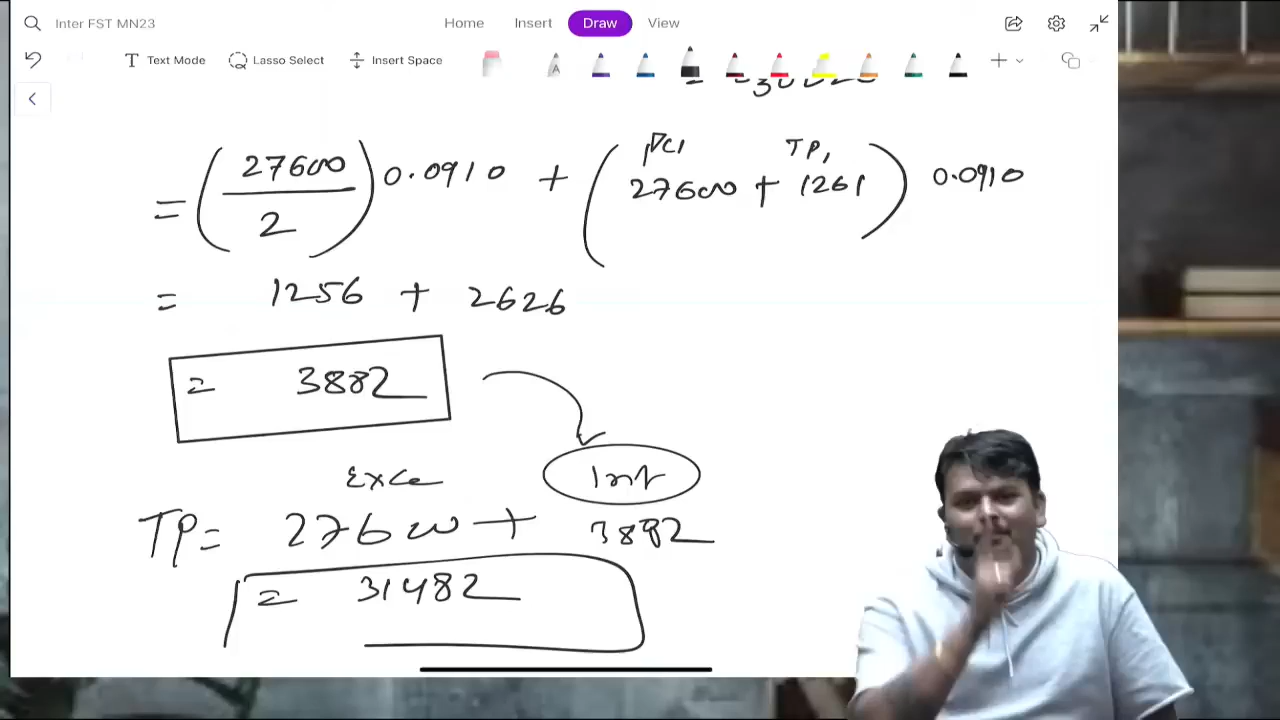 Inter FST MN23
Home Insert Draw View
Text Mode Lasso Select Insert Space
PCI TP,
= (27600/2) 0.0910 + (27600 + 1261) 0.0910
= 1256 + 2626
= 3882
Int
TP = 27600 + 3882
= 31482